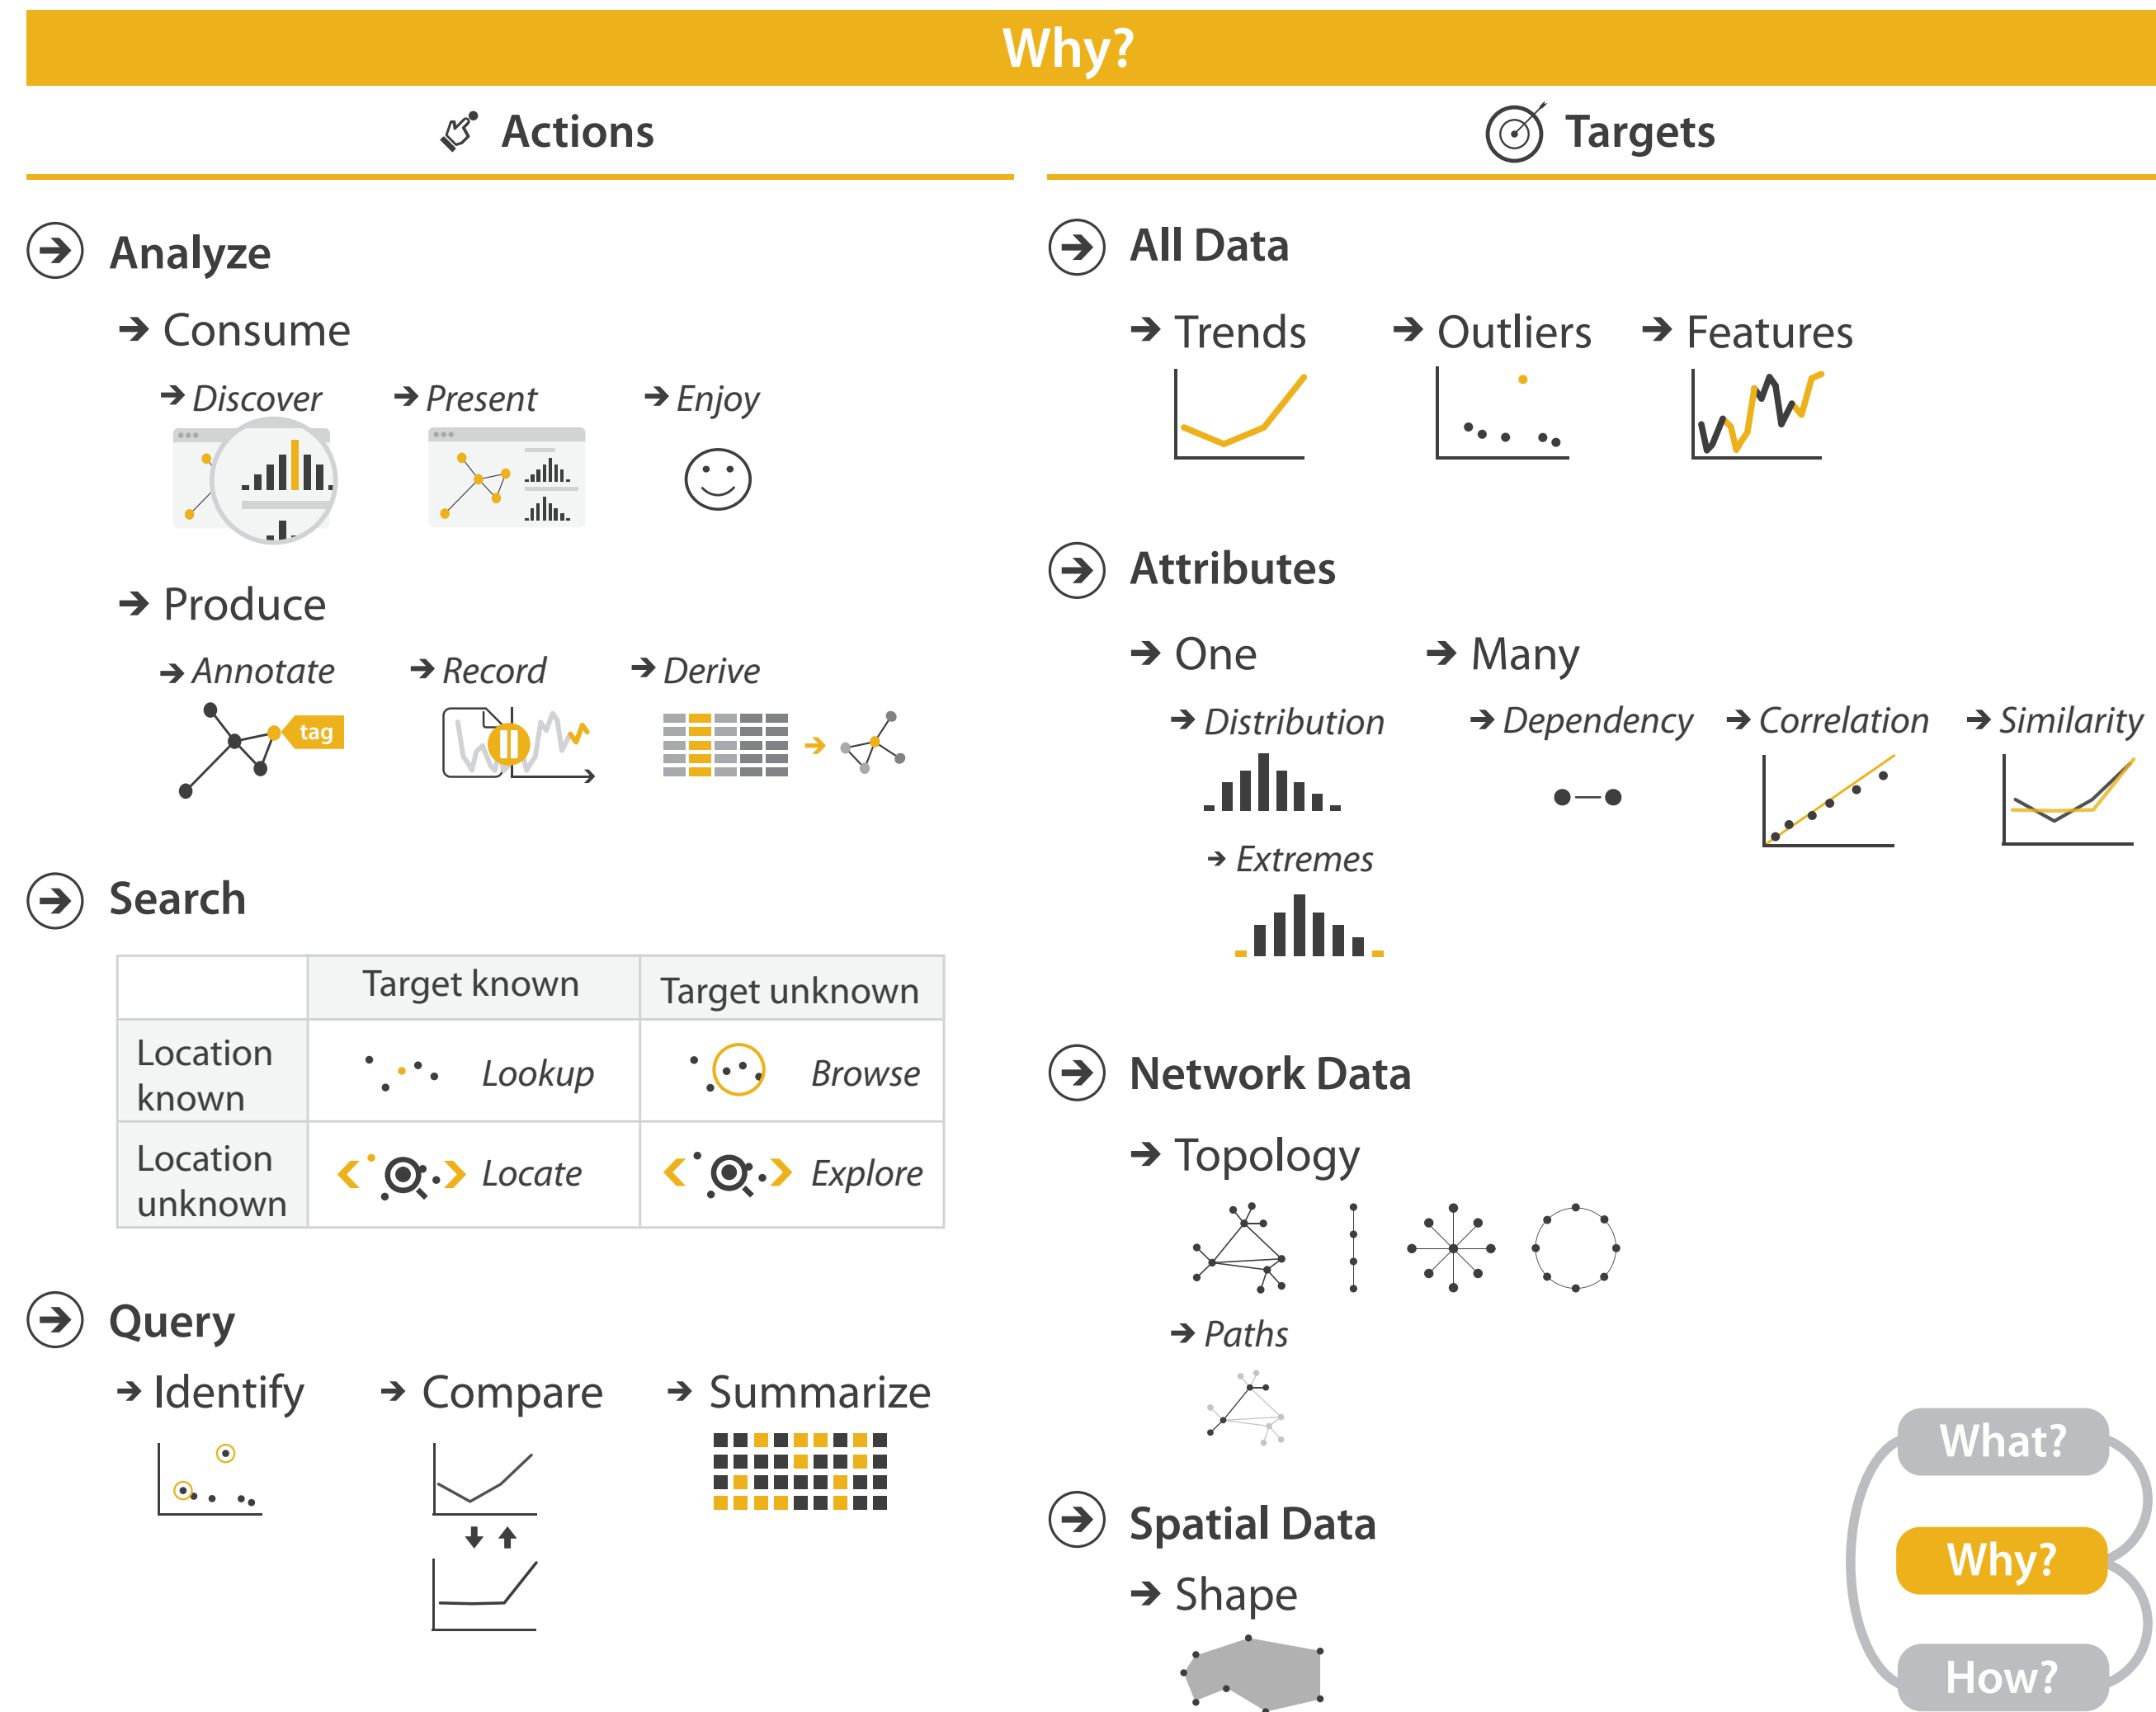 Why?
Actions
Analyze
Consume
Discover
Present
Enjoy
Produce
Annotate
Record
Derive
tag
Search
Target known
Target unknown
Location
known
Lookup
Browse
Location
unknown
Locate
Explore
Query
Identify
Compare
Summarize
Targets
All Data
Trends
Outliers
Features
Attributes
One
Many
Distribution
Dependency
Correlation
Similarity
Extremes
Network Data
Topology
Paths
Spatial Data
Shape
What?
Why?
How?